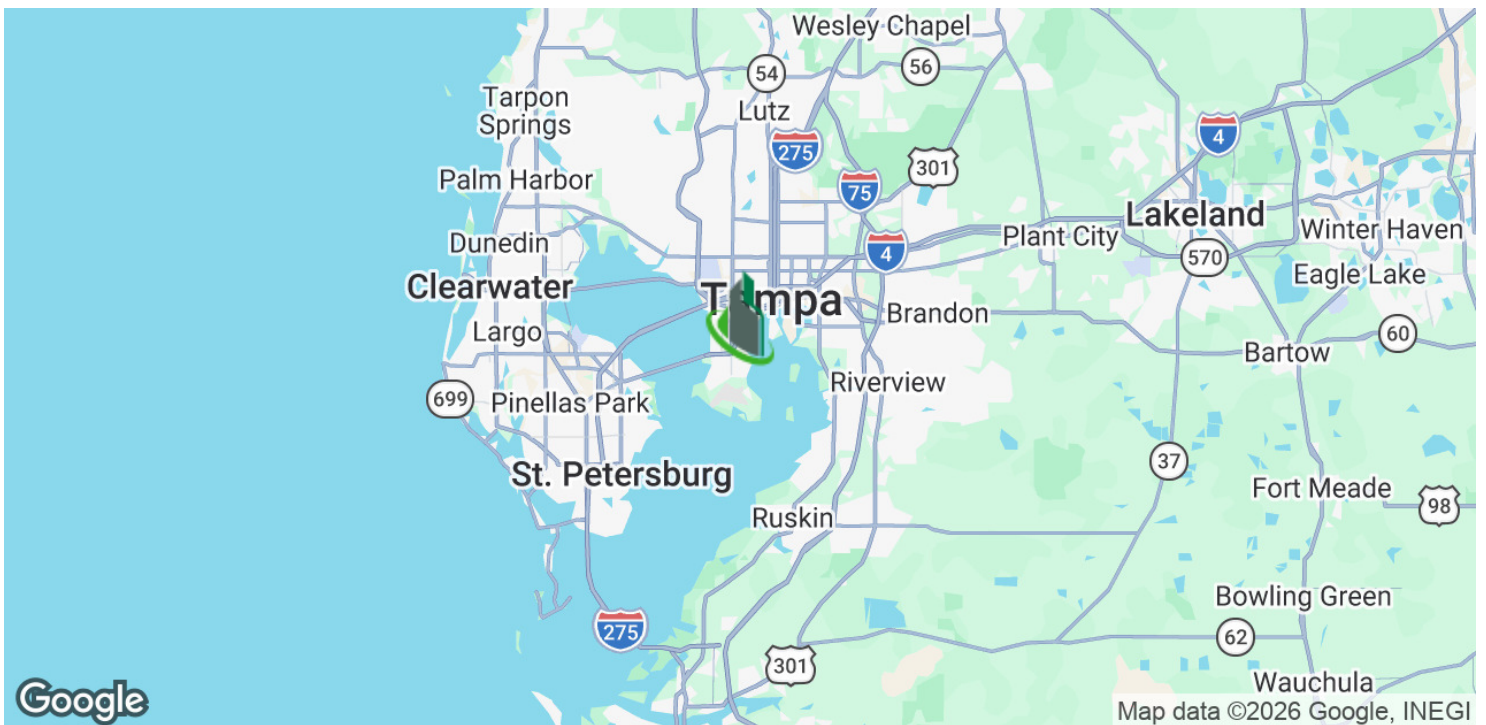 Wesley Chapel
54
56
Tarpon
Springs
Lutz
275
4
301
75
Palm Harbor
Lakeland
Plant City
Winter Haven
Dunedin
4
570
Eagle Lake
Clearwater
Tampa
Brandon
Largo
60
Bartow
Riverview
699
Pinellas Park
37
St. Petersburg
Fort Meade
98
Ruskin
Bowling Green
275
62
301
Wauchula
Google
Map data ©2026 Google, INEGI